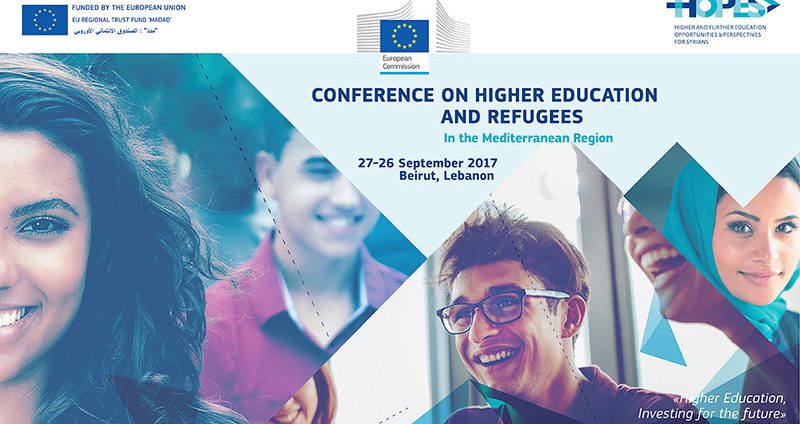 FUNDED BY THE EUROPEAN UNION
EU REGIONAL TRUST FUND 'MADAD'
"مدد" : الصندوق الائتماني الأوروبي
European
Commission
HOPES
HIGHER AND FURTHER EDUCATION
OPPORTUNITIES & PERSPECTIVES
FOR SYRIANS
CONFERENCE ON HIGHER EDUCATION
AND REFUGEES
In the Mediterranean Region
27-26 September 2017
Beirut, Lebanon
«Higher Education,
Investing for the future»